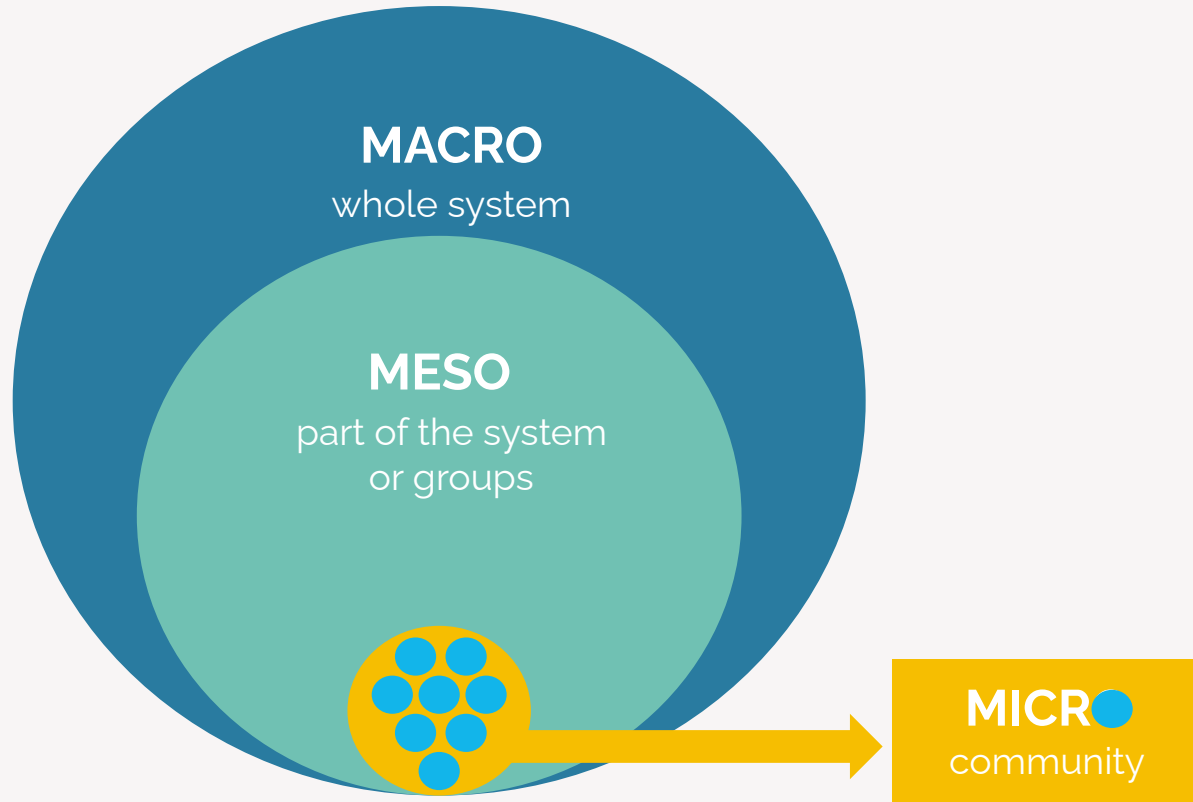 MACRO
whole system
MESO
part of the system
or groups
MICRO
community